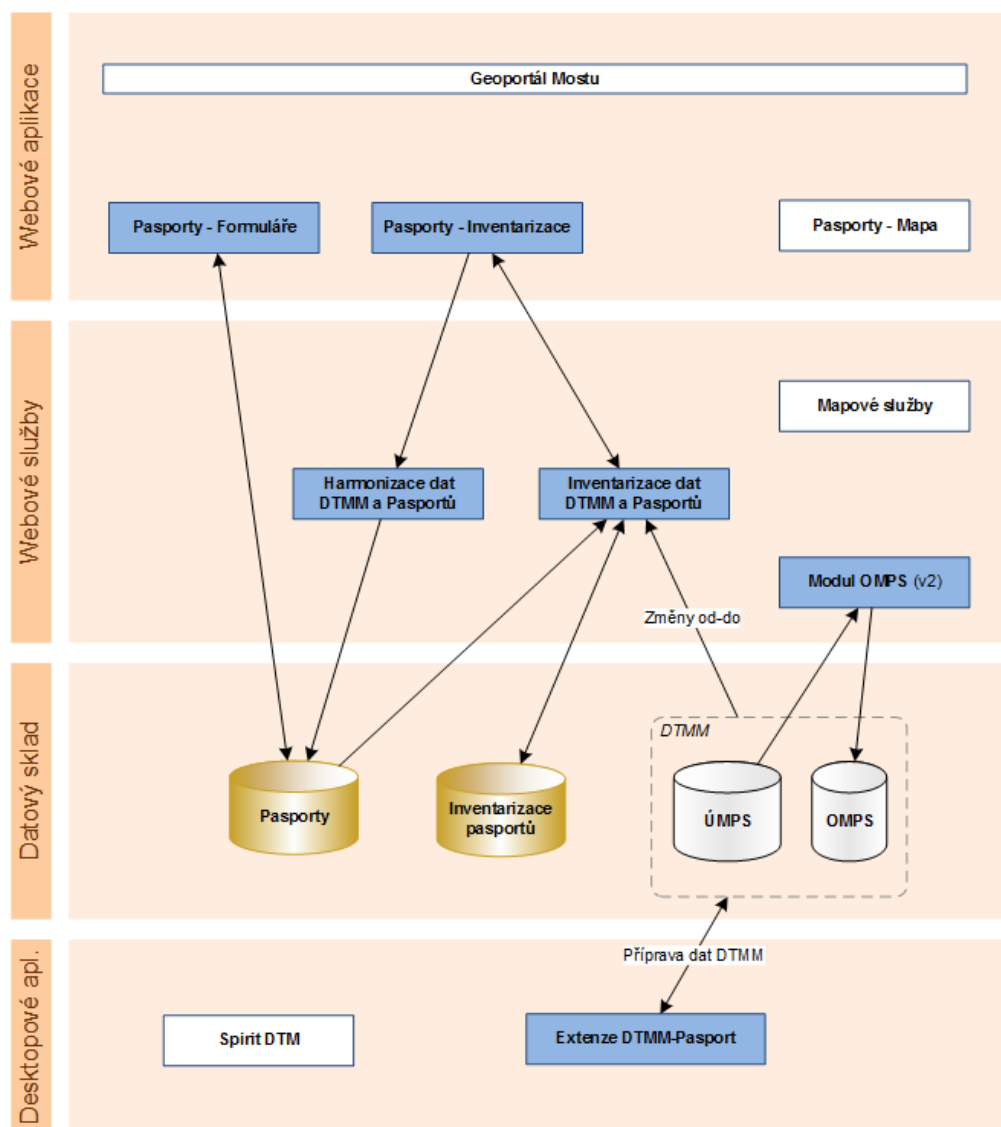 Webové aplikace
Geoportál Mostu
Pasporty - Formuláře
Pasporty - Inventarizace
Pasporty - Mapa
Webové služby
Mapové služby
Harmonizace dat
DTMM a Pasportů
Inventarizace dat
DTMM a Pasportů
Modul OMPS (v2)
Změny od-do
Datový sklad
DTMM
Pasporty
Inventarizace
pasportů
ÚMPS
OMPS
Desktopové apl.
Příprava dat DTMM
Spirit DTM
Extenze DTMM-Pasport